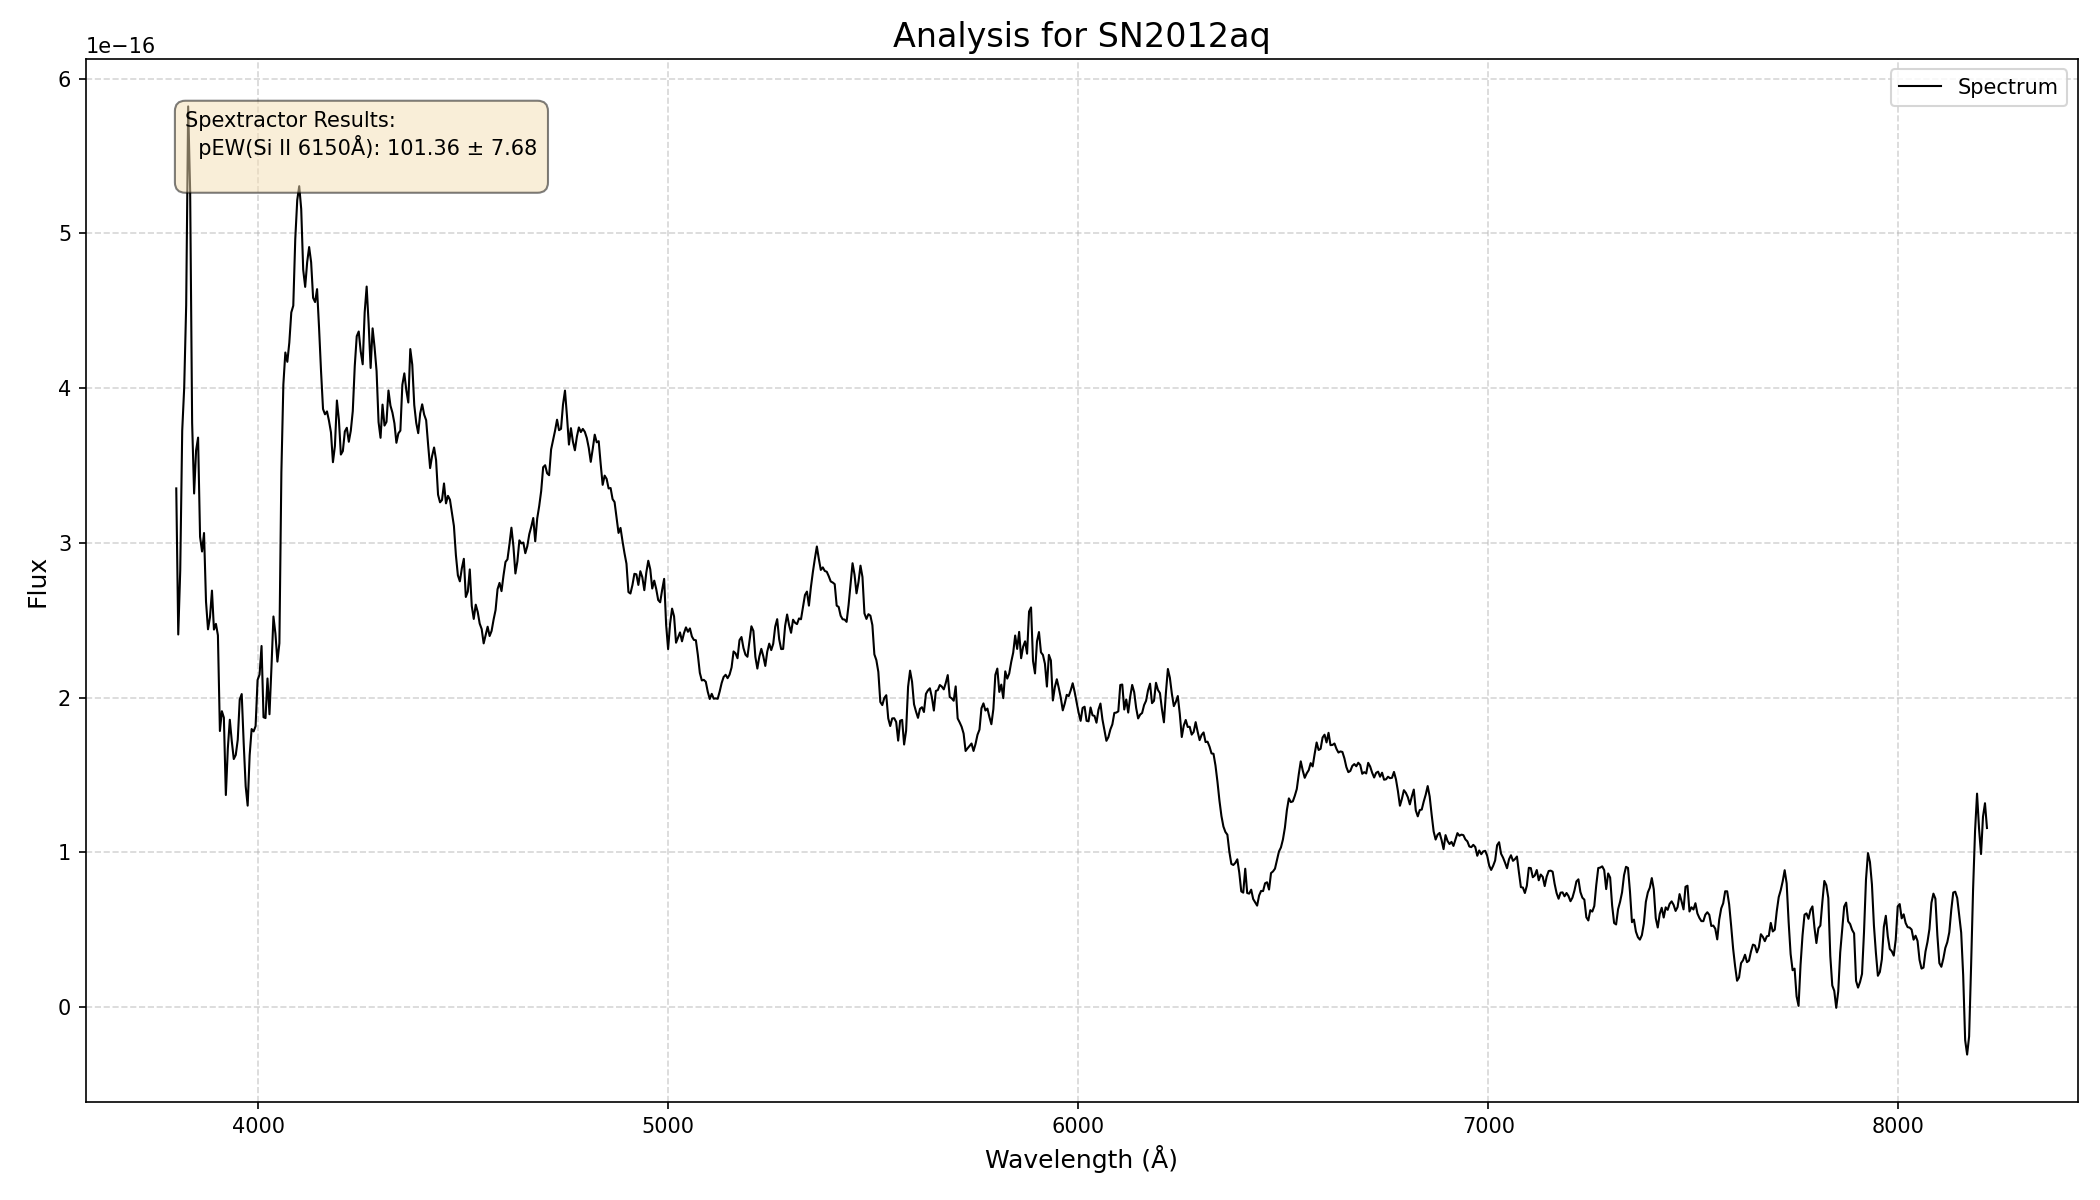 Analysis for SN2012aq
1e−16
Spectrum
Spextractor Results:
pEW(Si II 6150Å): 101.36 ± 7.68
6
5
4
3
2
1
0
Flux
4000 5000 6000 7000 8000
Wavelength (Å)